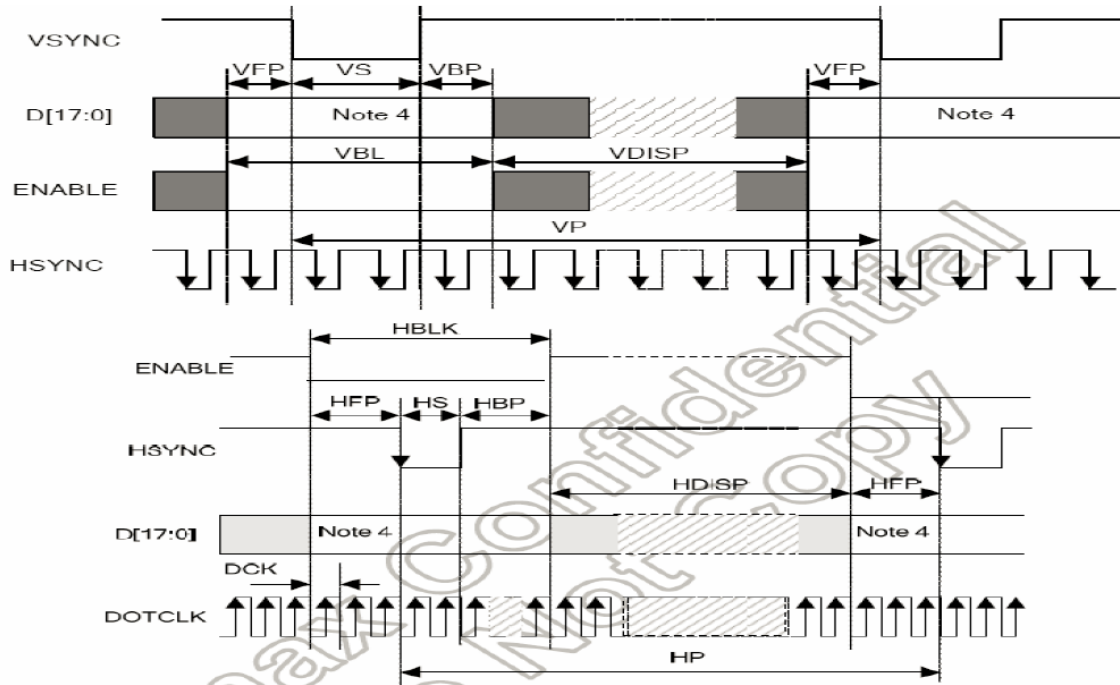 VSYNC
VFP VS VBP VFP
D[17:0] Note 4 Note 4
VBL VDISP
ENABLE
VP
HSYNC
HBLK
ENABLE
HFP HS HBP
HSYNC
HDISP HFP
D[17:0] Note 4 Note 4
DCK
DOTCLK
HP
max Confidential
Not Copy